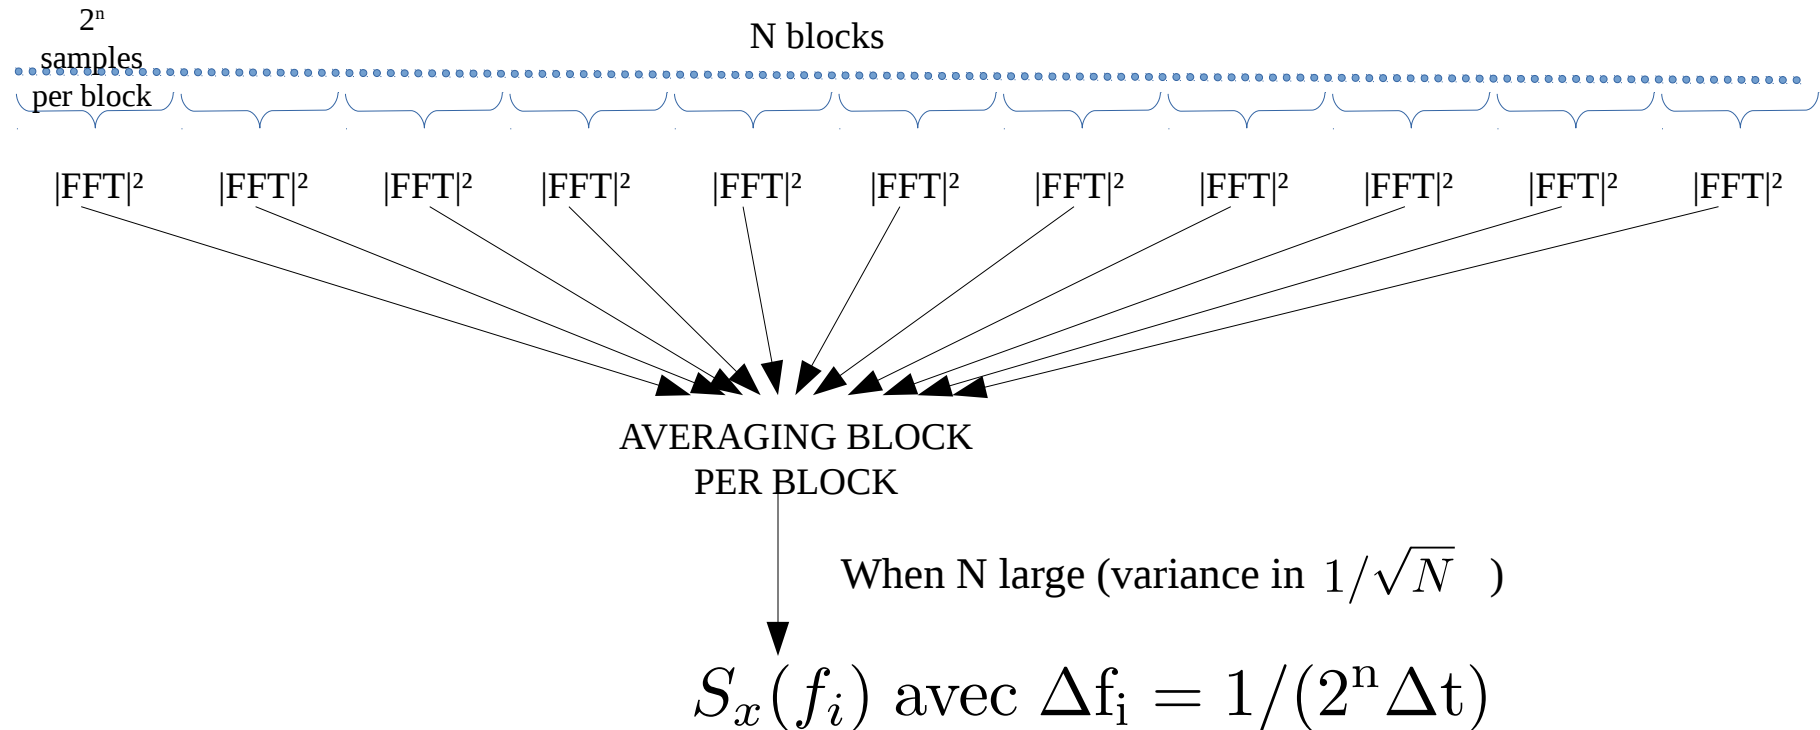 2ⁿ
samples
per block
N blocks
|FFT|² |FFT|² |FFT|² |FFT|² |FFT|² |FFT|² |FFT|² |FFT|² |FFT|² |FFT|² |FFT|²
AVERAGING BLOCK
PER BLOCK
When N large (variance in 1/√N )
Sₓ(fᵢ) avec Δfᵢ = 1/(2ⁿΔt)